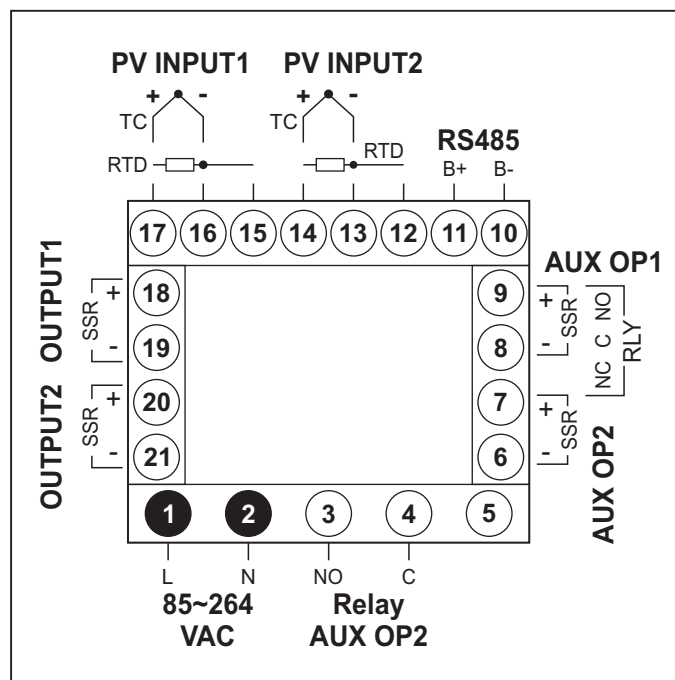 PV INPUT1 PV INPUT2
+ - + -
TC TC
RTD RTD
RS485
B+ B-
17 16 15 14 13 12 11 10
OUTPUT1
SSR
+
-
18
19
OUTPUT2
SSR
+
-
20
21
AUX OP1
9
8
+
-
SSR
NC C NO
RLY
7
6
+
-
SSR
AUX OP2
1 2 3 4 5
L N NO C
85~264 Relay
VAC AUX OP2